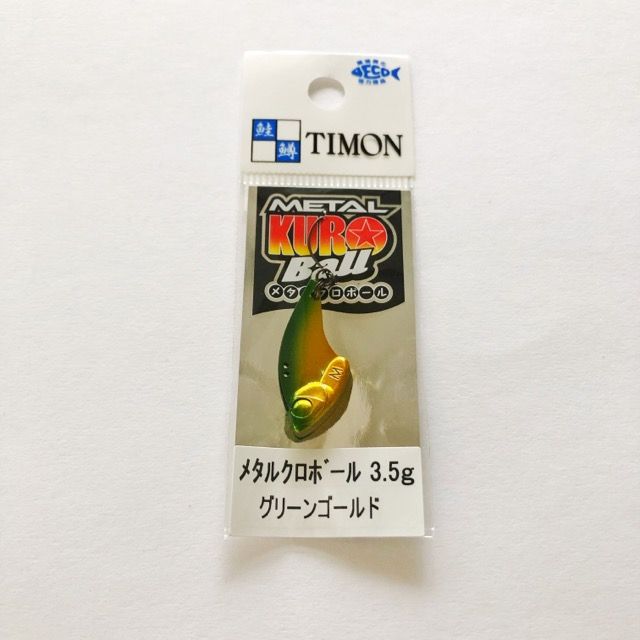 ECO
鮭
鱒
TIMON
METAL
KURO
Ball
メタルクロボール
ﾒﾀﾙｸﾛﾎﾞｰﾙ 3.5g
グリーンゴールド
M